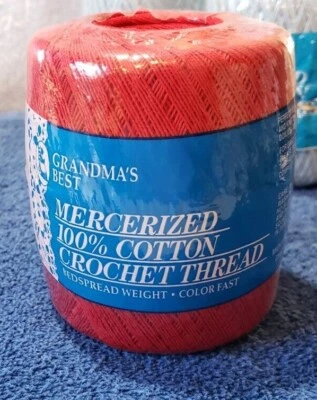 GRANDMA'S
BEST
MERCERIZED
100% COTTON
CROCHET THREAD
BEDSPREAD WEIGHT • COLOR FAST